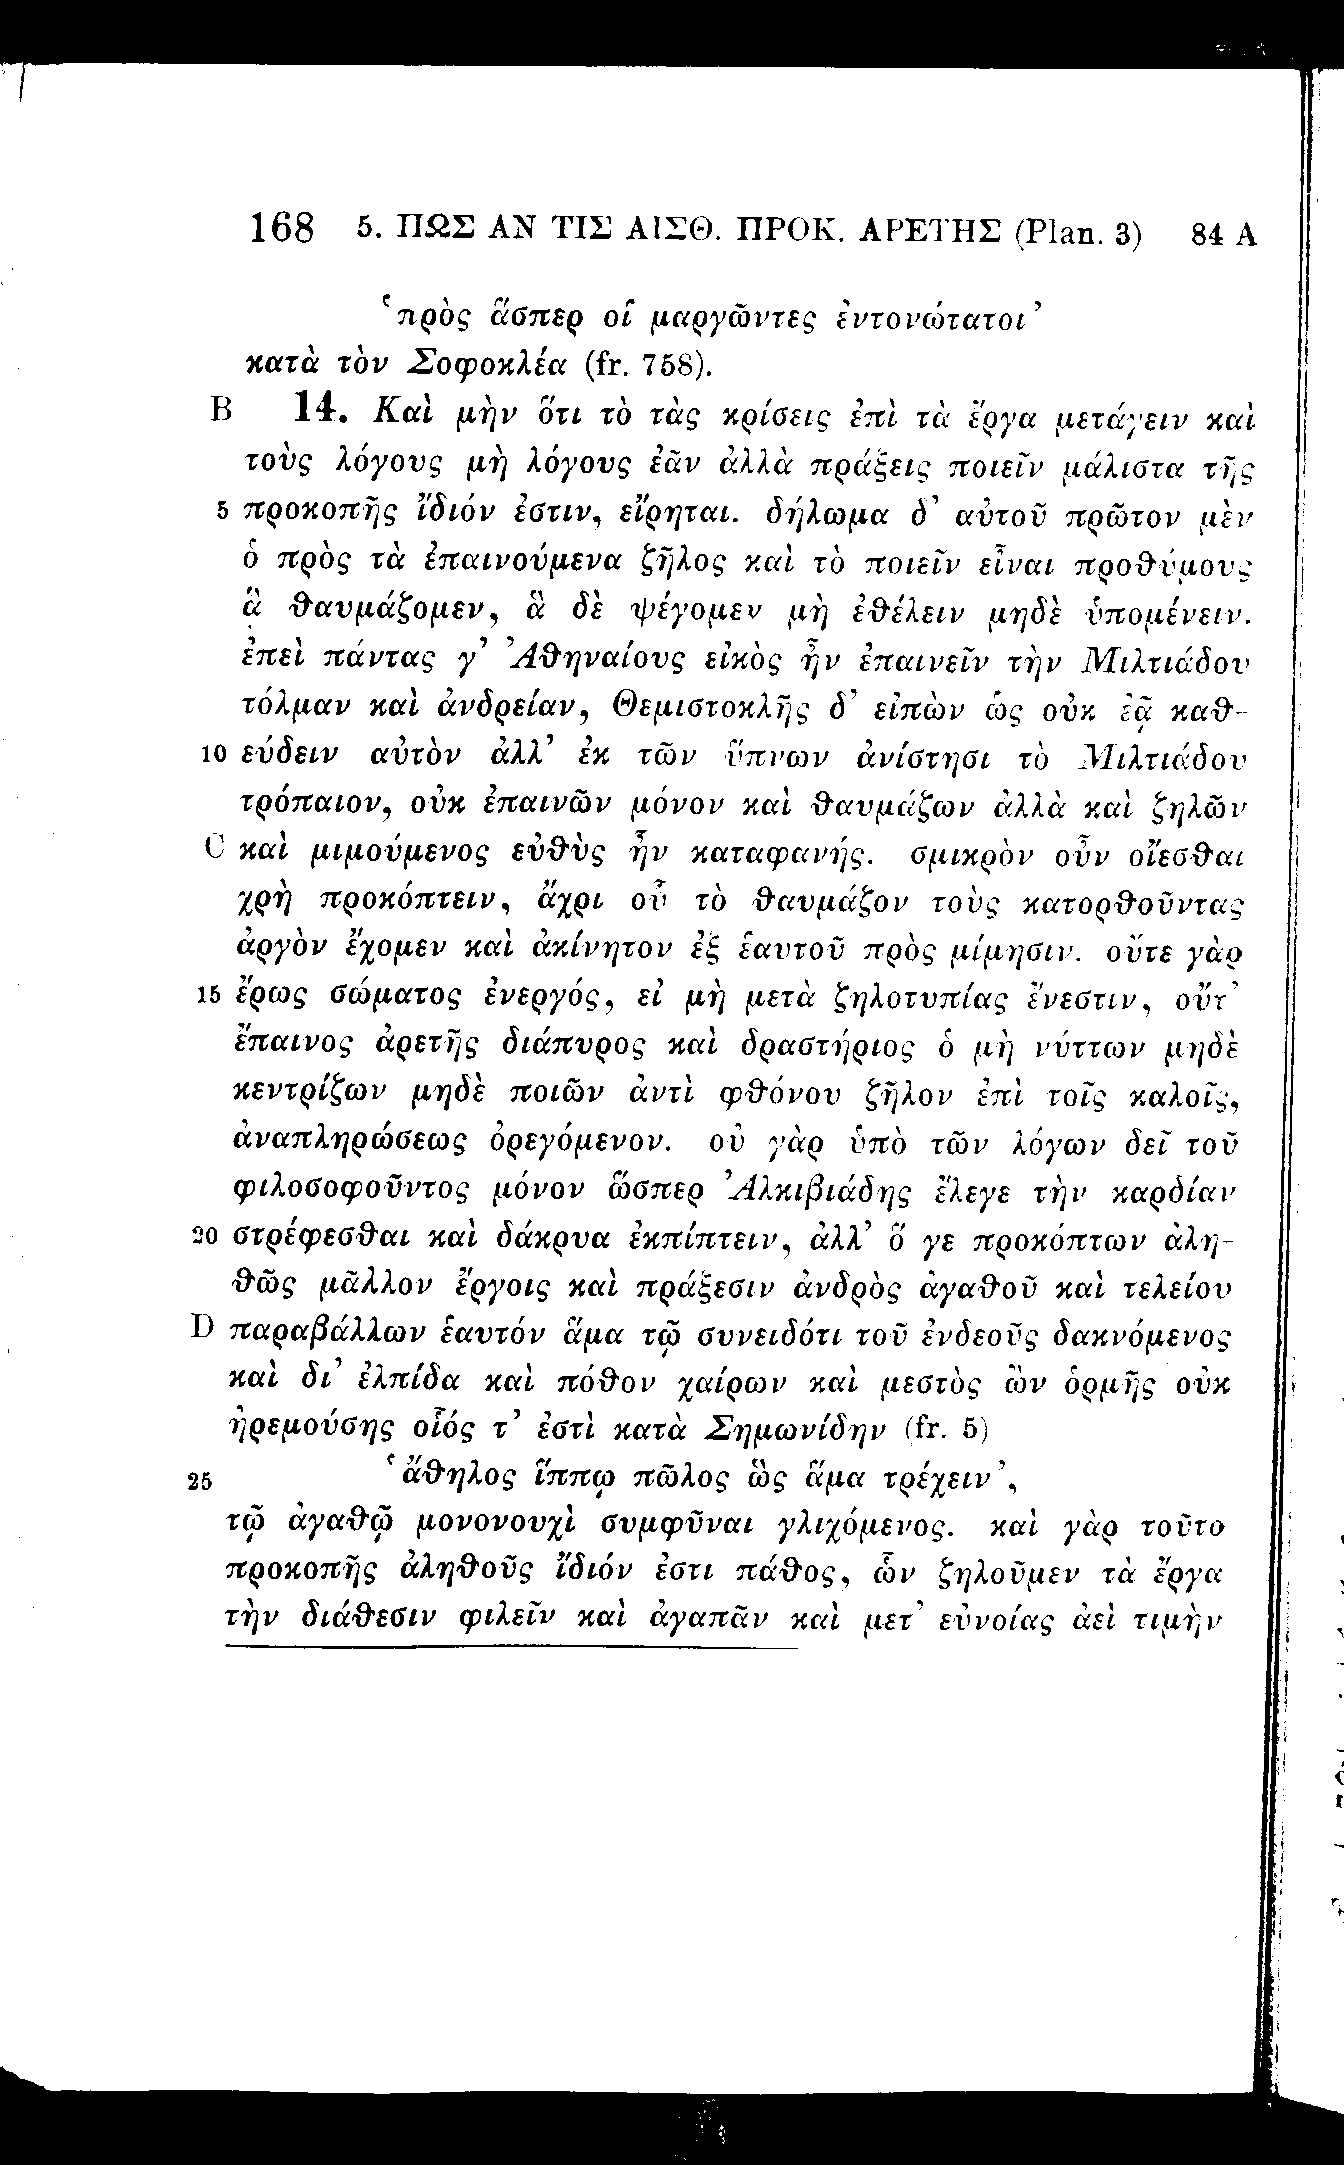 168 5. ΠΩΣ ΑΝ ΤΙΣ ΑΙΣΘ. ΠΡΟΚ. ΑΡΕΤΗΣ (Plan. 3) 84 A
‘πρὸς ἅσπερ οἱ μαργῶντες ἐντονώτατοι’
κατὰ τὸν Σοφοκλέα (fr. 758).
B 14. Καὶ μὴν ὅτι τὸ τὰς κρίσεις ἐπὶ τὰ ἔργα μετάγειν καὶ
τοὺς λόγους μὴ λόγους ἐᾶν ἀλλὰ πράξεις ποιεῖν μάλιστα τῆς
5 προκοπῆς ἴδιόν ἐστιν, εἴρηται. δήλωμα δ’ αὐτοῦ πρῶτον μὲν
ὁ πρὸς τὰ ἐπαινούμενα ζῆλος καὶ τὸ ποιεῖν εἶναι προθύμους
ἃ θαυμάζομεν, ἃ δὲ ψέγομεν μὴ ἐθέλειν μηδὲ ὑπομένειν.
ἐπεὶ πάντας γ’ Ἀθηναίους εἰκὸς ἦν ἐπαινεῖν τὴν Μιλτιάδου
τόλμαν καὶ ἀνδρείαν, Θεμιστοκλῆς δ’ εἰπὼν ὡς οὐκ ἐᾷ καθ-
10 εύδειν αὐτὸν ἀλλ’ ἐκ τῶν ὕπνων ἀνίστησι τὸ Μιλτιάδου
τρόπαιον, οὐκ ἐπαινῶν μόνον καὶ θαυμάζων ἀλλὰ καὶ ζηλῶν
C καὶ μιμούμενος εὐθὺς ἦν καταφανής. σμικρὸν οὖν οἴεσθαι
χρὴ προκόπτειν, ἄχρι οὗ τὸ θαυμάζον τοὺς κατορθοῦντας
ἀργὸν ἔχομεν καὶ ἀκίνητον ἐξ ἑαυτοῦ πρὸς μίμησιν. οὔτε γὰρ
15 ἔρως σώματος ἐνεργός, εἰ μὴ μετὰ ζηλοτυπίας ἔνεστιν, οὔτ’
ἔπαινος ἀρετῆς διάπυρος καὶ δραστήριος ὁ μὴ νύττων μηδὲ
κεντρίζων μηδὲ ποιῶν ἀντὶ φθόνου ζῆλον ἐπὶ τοῖς καλοῖς,
ἀναπληρώσεως ὀρεγόμενον. οὐ γὰρ ὑπὸ τῶν λόγων δεῖ τοῦ
φιλοσοφοῦντος μόνον ὥσπερ Ἀλκιβιάδης ἔλεγε τὴν καρδίαν
20 στρέφεσθαι καὶ δάκρυα ἐκπίπτειν, ἀλλ’ ὅ γε προκόπτων ἀλη-
θῶς μᾶλλον ἔργοις καὶ πράξεσιν ἀνδρὸς ἀγαθοῦ καὶ τελείου
D παραβάλλων ἑαυτόν ἅμα τῷ συνειδότι τοῦ ἐνδεοῦς δακνόμενος
καὶ δι’ ἐλπίδα καὶ πόθον χαίρων καὶ μεστὸς ὢν ὁρμῆς οὐκ
ἠρεμούσης οἷός τ’ ἐστὶ κατὰ Σημωνίδην (fr. 5)
25 ‘ἄθηλος ἵππῳ πῶλος ὣς ἅμα τρέχειν’,
τῷ ἀγαθῷ μονονουχὶ συμφῦναι γλιχόμενος. καὶ γὰρ τοῦτο
προκοπῆς ἀληθοῦς ἴδιόν ἐστι πάθος, ὧν ζηλοῦμεν τὰ ἔργα
τὴν διάθεσιν φιλεῖν καὶ ἀγαπᾶν καὶ μετ’ εὐνοίας ἀεὶ τιμὴν